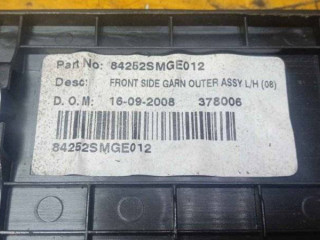 Part No: 84252SMGE012
Desc: FRONT SIDE GARN OUTER ASSY L/H (08)
D.O.M: 16-09-2008 378006
84252SMGE012